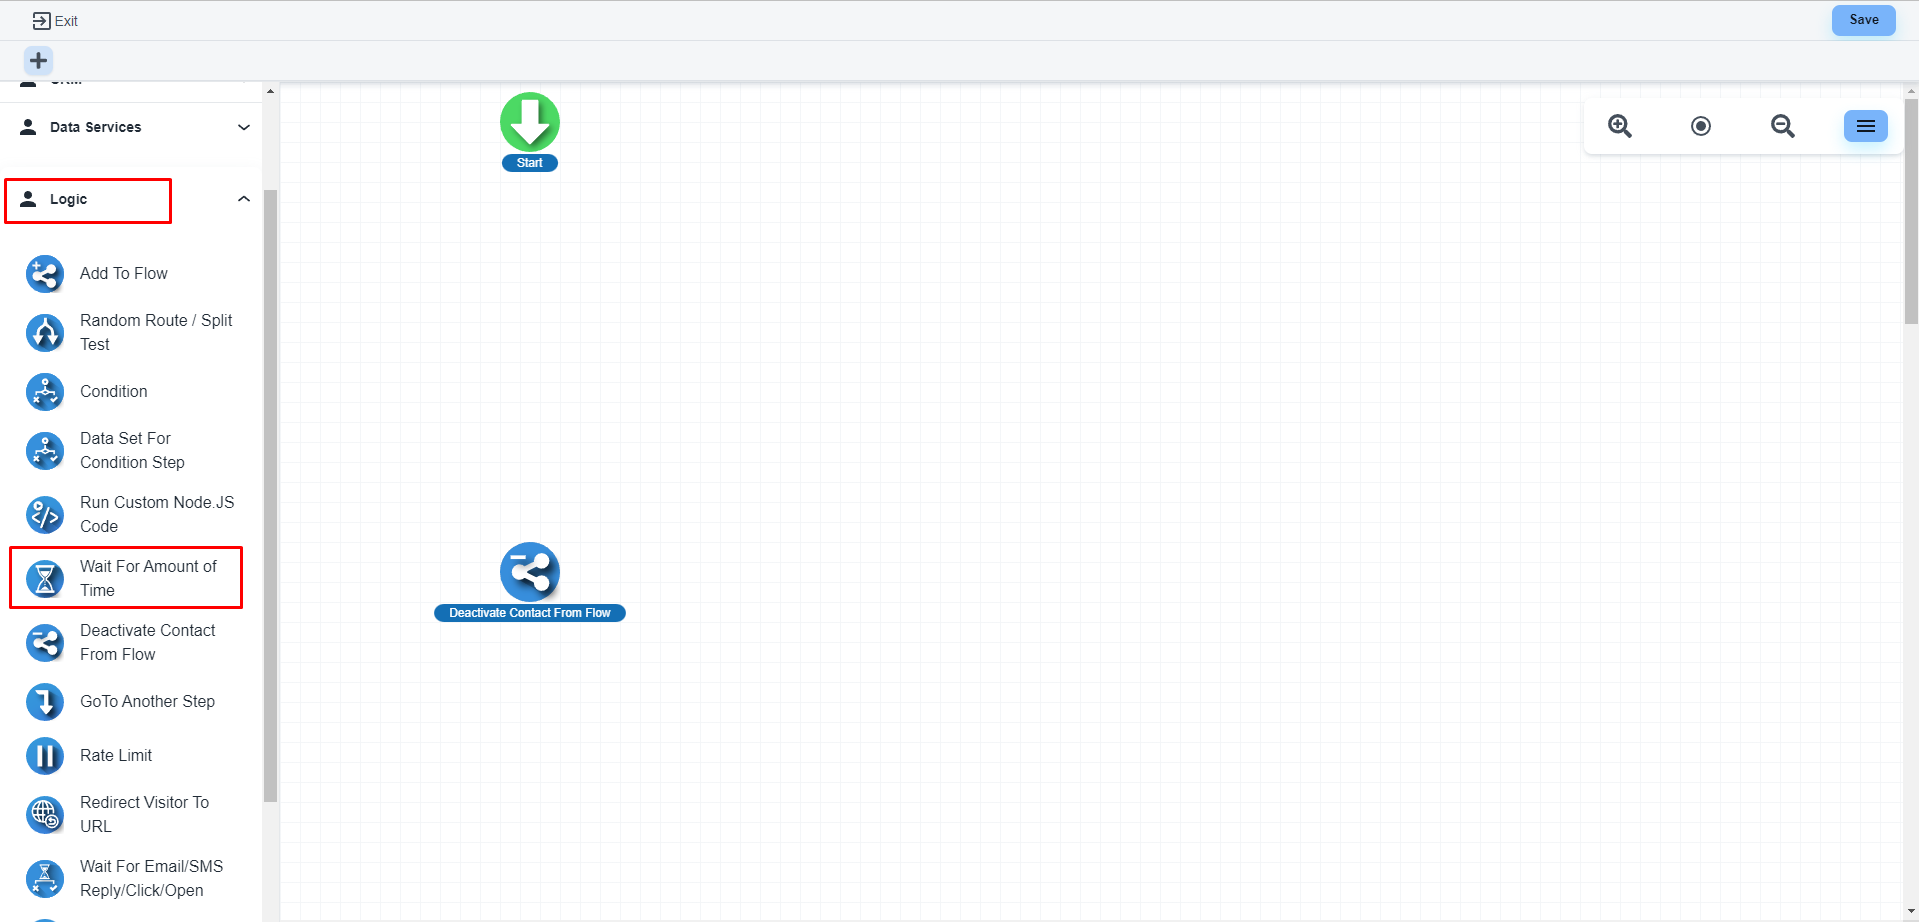 Exit
Save
Data Services
Logic
Add To Flow
Random Route / Split
Test
Condition
Data Set For
Condition Step
Run Custom Node.JS
Code
Wait For Amount of
Time
Deactivate Contact
From Flow
GoTo Another Step
Rate Limit
Redirect Visitor To
URL
Wait For Email/SMS
Reply/Click/Open
Start
Deactivate Contact From Flow